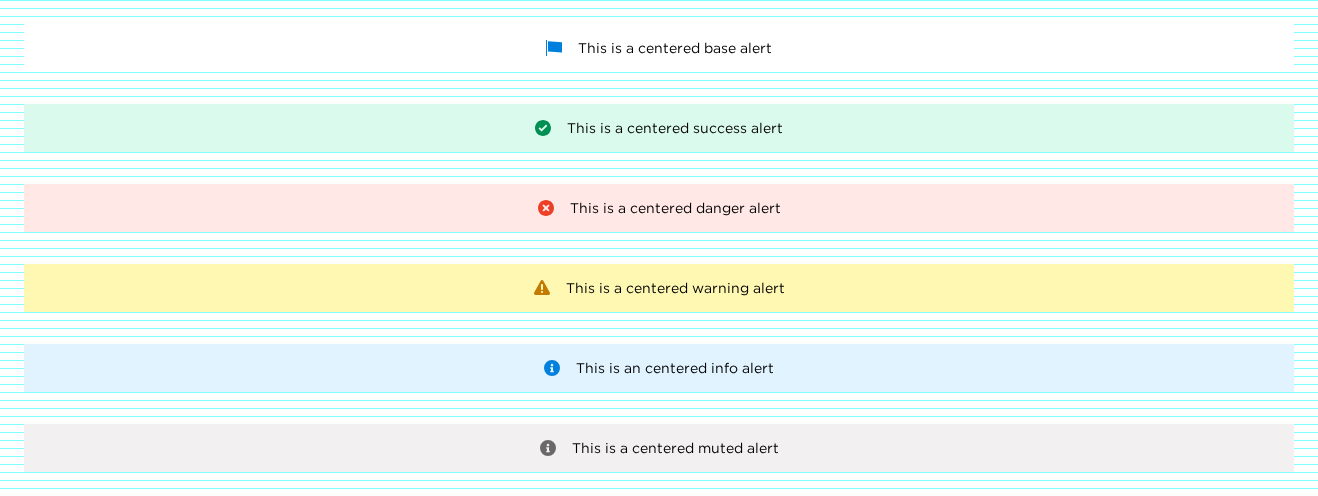 This is a centered base alert
This is a centered success alert
This is a centered danger alert
This is a centered warning alert
This is an centered info alert
This is a centered muted alert